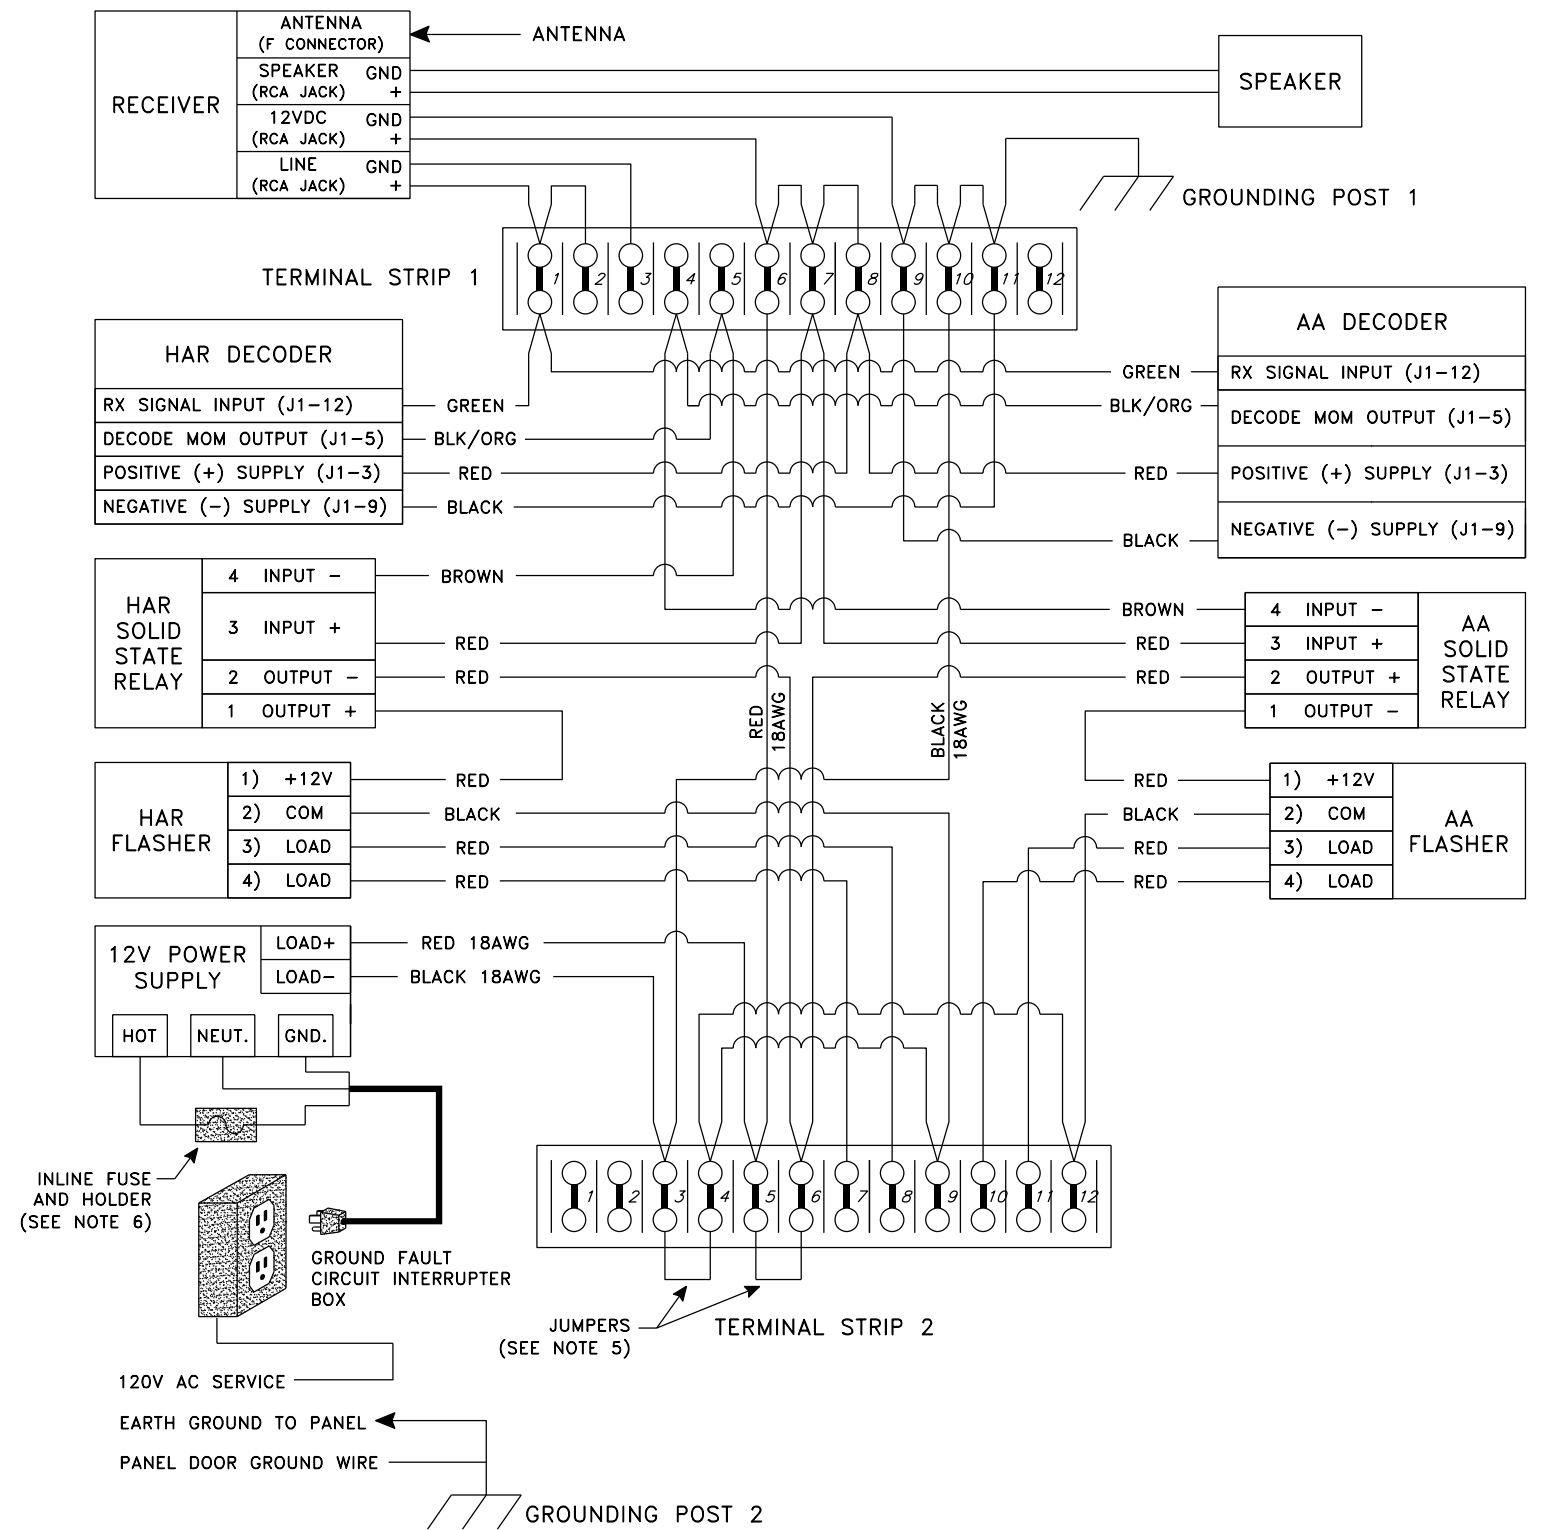 ANTENNA
(F CONNECTOR)
ANTENNA
SPEAKER GND
(RCA JACK) +
SPEAKER
RECEIVER
12VDC GND
(RCA JACK) +
LINE GND
(RCA JACK) +
GROUNDING POST 1
TERMINAL STRIP 1
1 2 3 4 5 6 7 8 9 10 11 12
HAR DECODER
RX SIGNAL INPUT (J1-12) GREEN
DECODE MOM OUTPUT (J1-5) BLK/ORG
POSITIVE (+) SUPPLY (J1-3) RED
NEGATIVE (-) SUPPLY (J1-9) BLACK
AA DECODER
GREEN RX SIGNAL INPUT (J1-12)
BLK/ORG DECODE MOM OUTPUT (J1-5)
RED POSITIVE (+) SUPPLY (J1-3)
BLACK NEGATIVE (-) SUPPLY (J1-9)
HAR
SOLID
STATE
RELAY
4 INPUT - BROWN
3 INPUT + RED
2 OUTPUT - RED
1 OUTPUT +
BROWN 4 INPUT -
RED 3 INPUT +
RED 2 OUTPUT +
1 OUTPUT -
AA
SOLID
STATE
RELAY
RED
18AWG
BLACK
18AWG
HAR
FLASHER
1) +12V RED
2) COM BLACK
3) LOAD RED
4) LOAD RED
RED 1) +12V
BLACK 2) COM
RED 3) LOAD
RED 4) LOAD
AA
FLASHER
12V POWER
SUPPLY
LOAD+ RED 18AWG
LOAD- BLACK 18AWG
HOT NEUT. GND.
INLINE FUSE
AND HOLDER
(SEE NOTE 6)
1 2 3 4 5 6 7 8 9 10 11 12
GROUND FAULT
CIRCUIT INTERRUPTER
BOX
JUMPERS
(SEE NOTE 5)
TERMINAL STRIP 2
120V AC SERVICE
EARTH GROUND TO PANEL
PANEL DOOR GROUND WIRE
GROUNDING POST 2